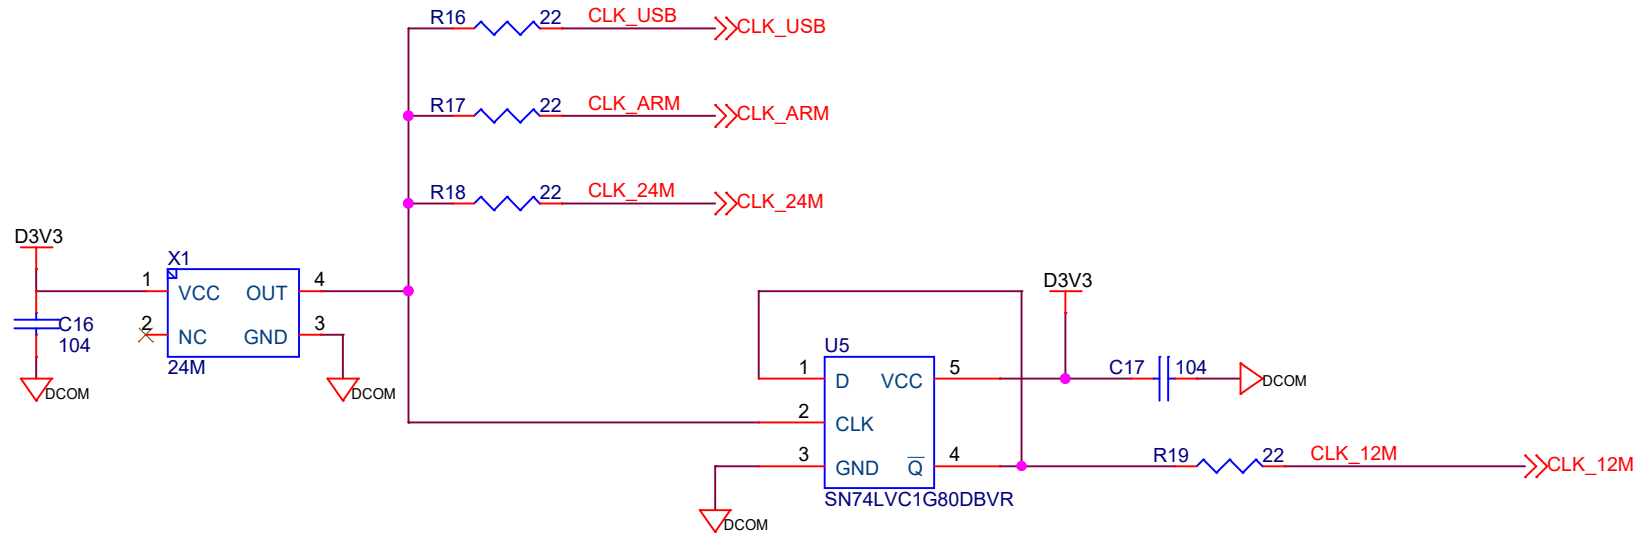 R16 22 CLK_USB CLK_USB
R17 22 CLK_ARM CLK_ARM
R18 22 CLK_24M CLK_24M
D3V3
X1
1 VCC OUT 4
2 NC GND 3
24M
C16
104
DCOM
DCOM
D3V3
U5
1 D VCC 5
2 CLK
3 GND Q 4
SN74LVC1G80DBVR
C17 104
DCOM
R19 22 CLK_12M CLK_12M
DCOM